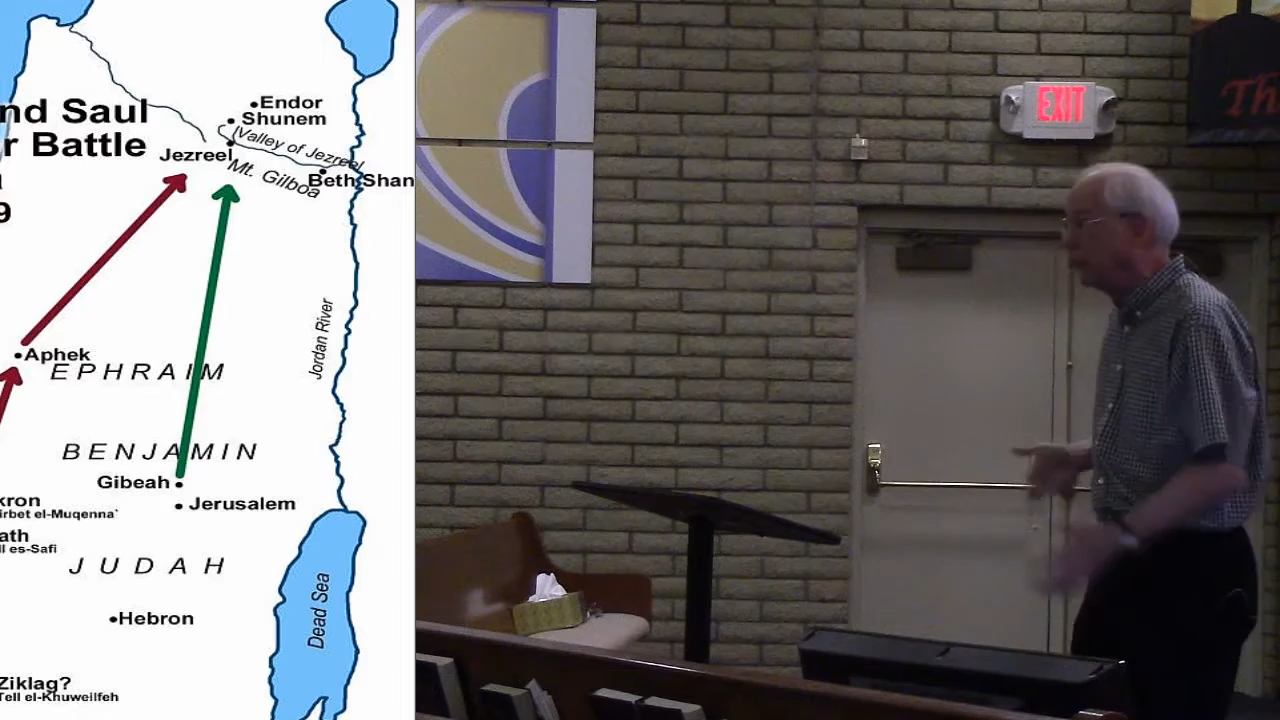 nd Saul
r Battle
9
Endor
Shunem
Valley of Jezreel
Jezreel
Mt. Gilboa
Beth Shan
Jordan River
Aphek
EPHRAIM
BENJAMIN
Gibeah
Jerusalem
kron
irbet el-Muqenna`
ath
ll es-Safi
JUDAH
Dead Sea
Hebron
Ziklag?
Tell el-Khuweilfeh
EXIT
Th